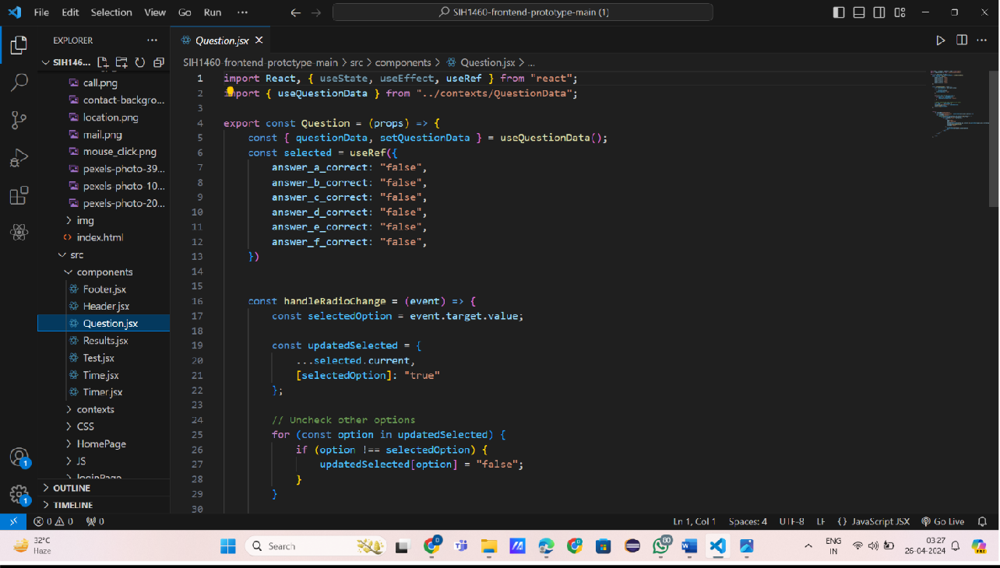 File Edit Selection View Go Run ··· SIH1460-frontend-prototype-main (1)
EXPLORER ···
SIH146...
call.png
contact-backgro...
location.png
mail.png
mouse_click.png
pexels-photo-39...
pexels-photo-10...
pexels-photo-20...
img
index.html
src
components
Footer.jsx
Header.jsx
Question.jsx
Results.jsx
Test.jsx
Time.jsx
Timer.jsx
contexts
CSS
HomePage
JS
loginPage
OUTLINE
TIMELINE
Question.jsx
SIH1460-frontend-prototype-main > src > components > Question.jsx > ...
1 import React, { useState, useEffect, useRef } from "react";
2 import { useQuestionData } from "../contexts/QuestionData";
3
4 export const Question = (props) => {
5 const { questionData, setQuestionData } = useQuestionData();
6 const selected = useRef({
7 answer_a_correct: "false",
8 answer_b_correct: "false",
9 answer_c_correct: "false",
10 answer_d_correct: "false",
11 answer_e_correct: "false",
12 answer_f_correct: "false",
13 })
14
15
16 const handleRadioChange = (event) => {
17 const selectedOption = event.target.value;
18
19 const updatedSelected = {
20 ...selected.current,
21 [selectedOption]: "true"
22 };
23
24 // Uncheck other options
25 for (const option in updatedSelected) {
26 if (option !== selectedOption) {
27 updatedSelected[option] = "false";
28 }
29 }
30
1
1
0 0 0 Ln 1, Col 1 Spaces: 4 UTF-8 LF {} JavaScript JSX Go Live
32°C
Haze
Search
80
ENG
IN
03:27
26-04-2024